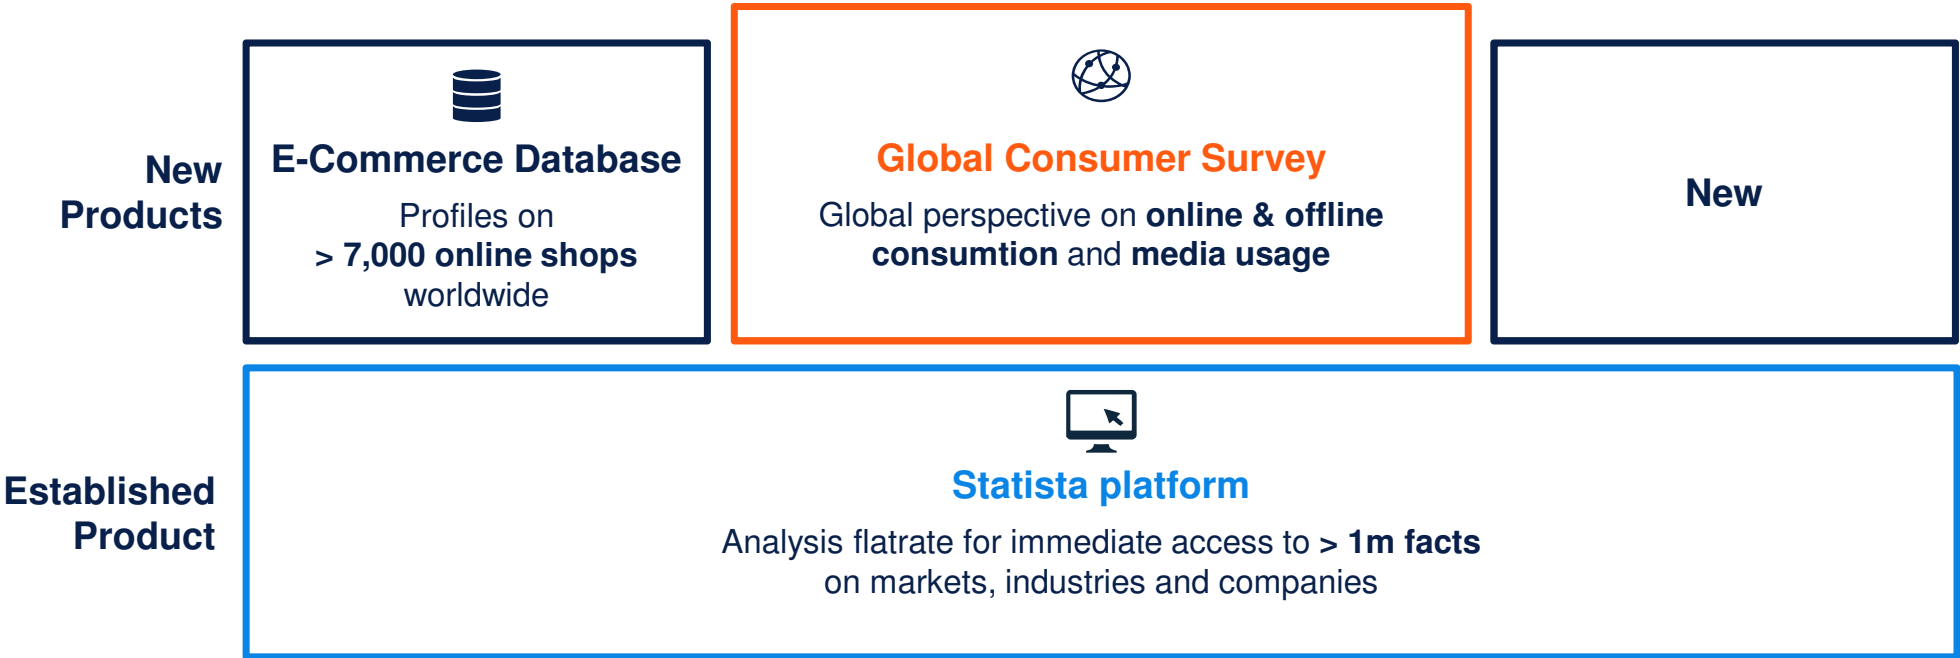 New
Products
E-Commerce Database
Profiles on
> 7,000 online shops
worldwide
Global Consumer Survey
Global perspective on online & offline
consumtion and media usage
New
Established
Product
Statista platform
Analysis flatrate for immediate access to > 1m facts
on markets, industries and companies